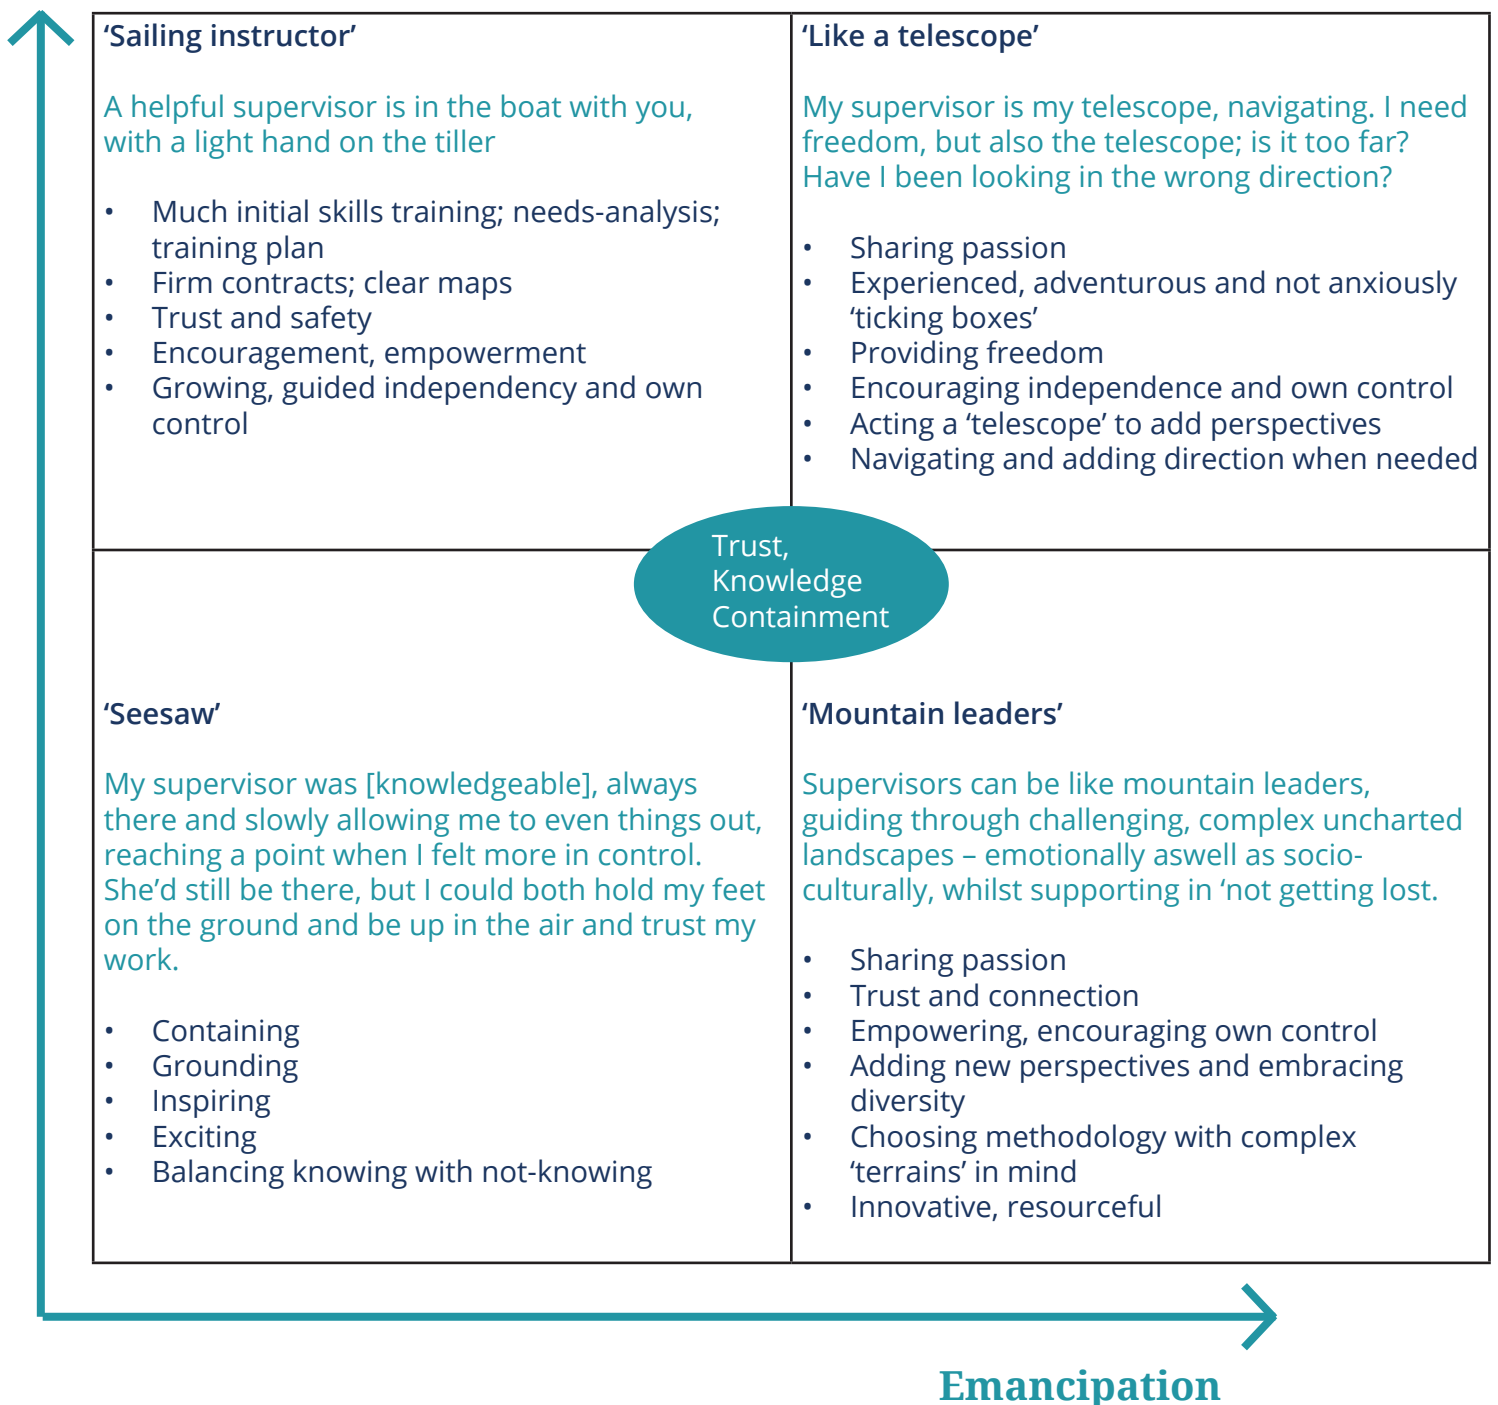 ‘Sailing instructor’
A helpful supervisor is in the boat with you,
with a light hand on the tiller
• Much initial skills training; needs-analysis;
training plan
• Firm contracts; clear maps
• Trust and safety
• Encouragement, empowerment
• Growing, guided independency and own
control
‘Like a telescope’
My supervisor is my telescope, navigating. I need
freedom, but also the telescope; is it too far?
Have I been looking in the wrong direction?
• Sharing passion
• Experienced, adventurous and not anxiously
‘ticking boxes’
• Providing freedom
• Encouraging independence and own control
• Acting a ‘telescope’ to add perspectives
• Navigating and adding direction when needed
Trust,
Knowledge
Containment
‘Seesaw’
My supervisor was [knowledgeable], always
there and slowly allowing me to even things out,
reaching a point when I felt more in control.
She’d still be there, but I could both hold my feet
on the ground and be up in the air and trust my
work.
• Containing
• Grounding
• Inspiring
• Exciting
• Balancing knowing with not-knowing
‘Mountain leaders’
Supervisors can be like mountain leaders,
guiding through challenging, complex uncharted
landscapes – emotionally aswell as socio-
culturally, whilst supporting in ‘not getting lost.
• Sharing passion
• Trust and connection
• Empowering, encouraging own control
• Adding new perspectives and embracing
diversity
• Choosing methodology with complex
‘terrains’ in mind
• Innovative, resourceful
Emancipation